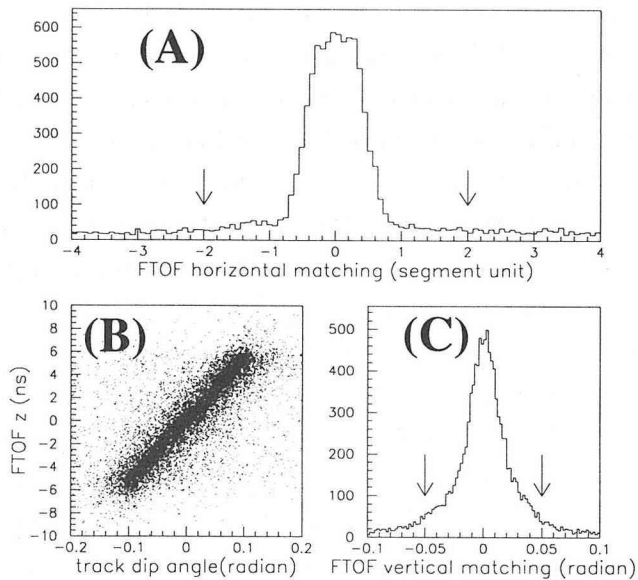 (A)
600
500
400
300
200
100
0
-4 -3 -2 -1 0 1 2 3 4
FTOF horizontal matching (segment unit)
(B)
FTOF z (ns)
10
8
6
4
2
0
-2
-4
-6
-8
-10
-0.2 -0.1 0 0.1 0.2
track dip angle(radian)
(C)
500
400
300
200
100
0
-0.1 -0.05 0 0.05 0.1
FTOF vertical matching (radian)